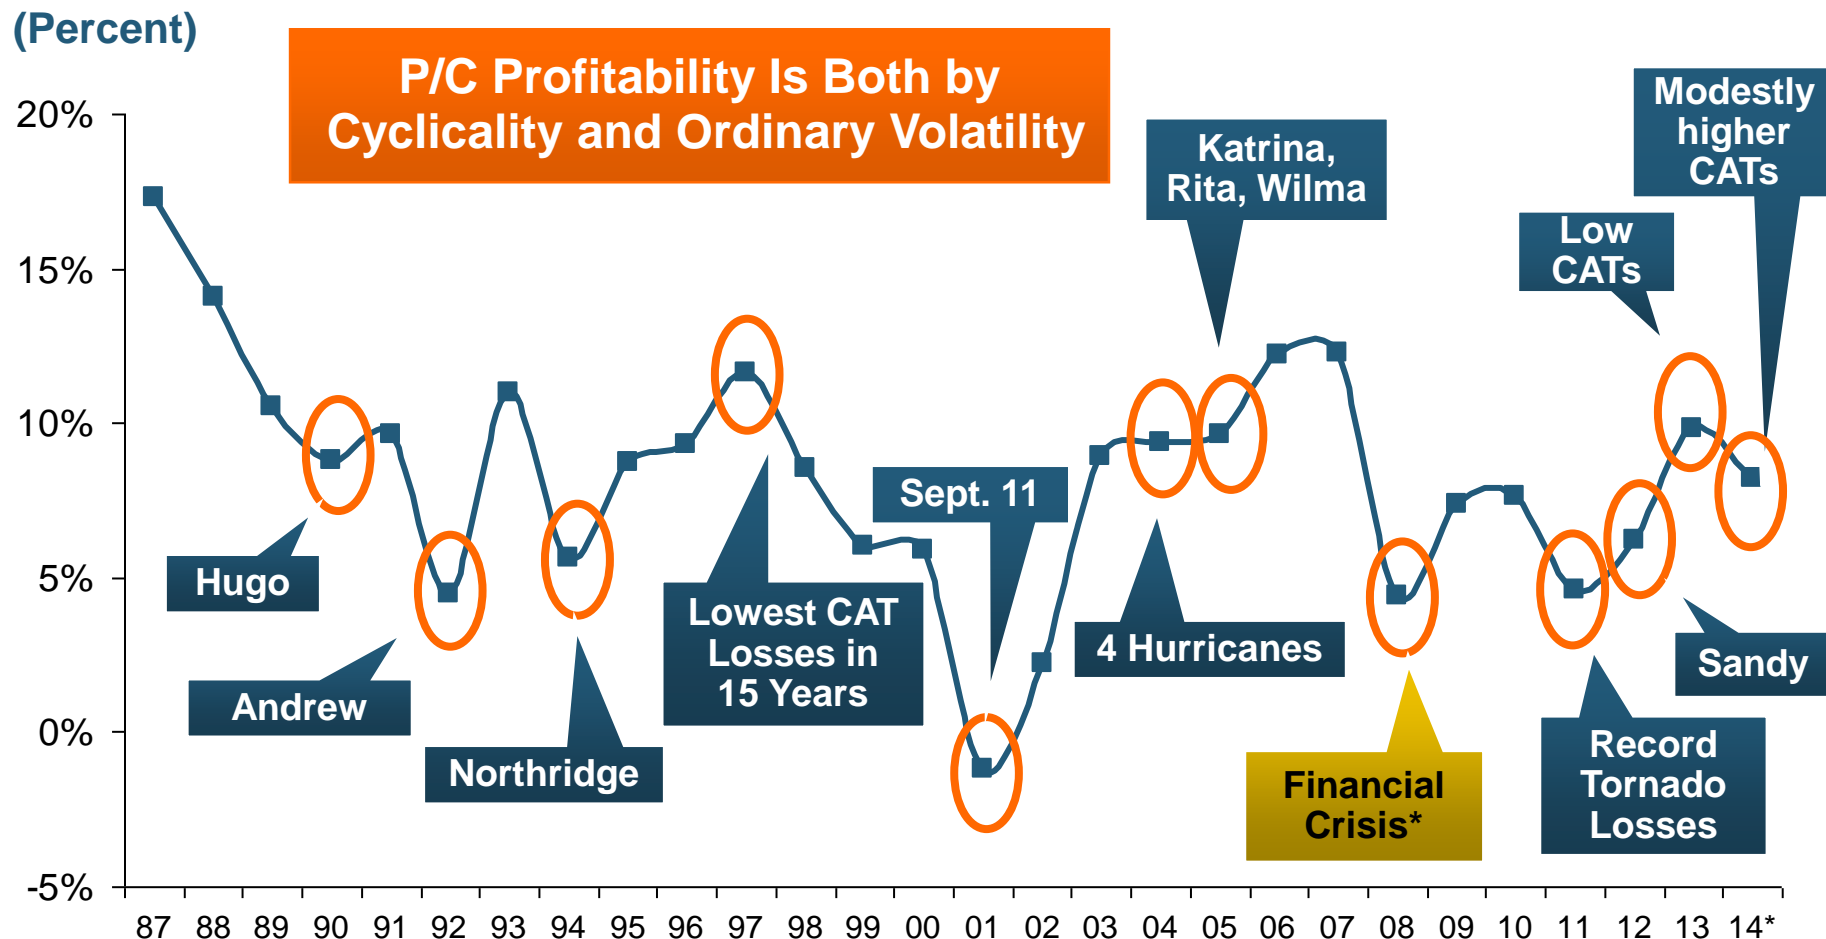 (Percent)
P/C Profitability Is Both by
Cyclicality and Ordinary Volatility
Modestly
higher
CATs
Katrina,
Rita, Wilma
Low
CATs
20%
15%
10%
5%
0%
-5%
Sept. 11
Hugo
Lowest CAT
Losses in
15 Years
4 Hurricanes
Sandy
Andrew
Northridge
Financial
Crisis*
Record
Tornado
Losses
87 88 89 90 91 92 93 94 95 96 97 98 99 00 01 02 03 04 05 06 07 08 09 10 11 12 13 14*